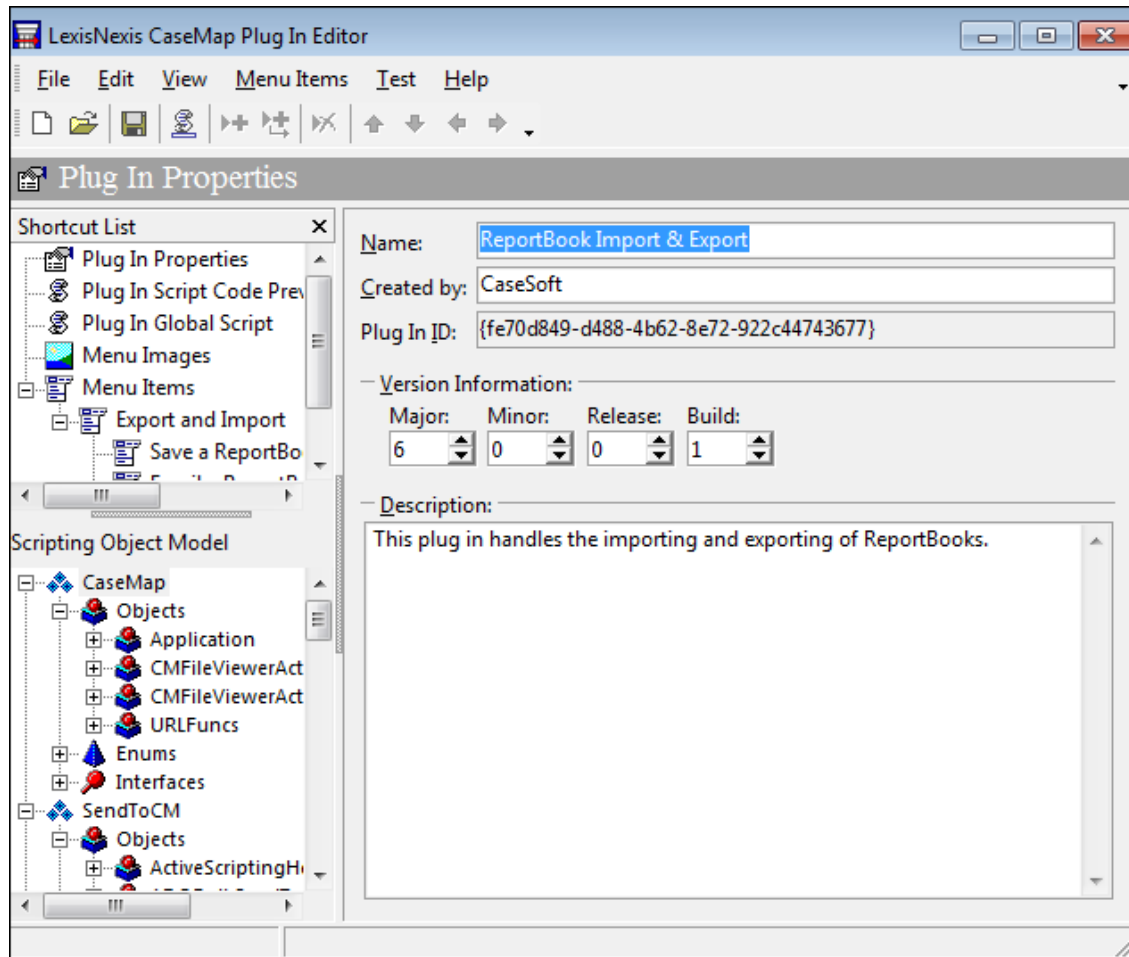 LexisNexis CaseMap Plug In Editor
File Edit View Menu Items Test Help
Plug In Properties
Shortcut List
Plug In Properties
Plug In Script Code Prev
Plug In Global Script
Menu Images
Menu Items
Export and Import
Save a ReportBo
Scripting Object Model
CaseMap
Objects
Application
CMFileViewerAct
CMFileViewerAct
URLFuncs
Enums
Interfaces
SendToCM
Objects
ActiveScriptingH
Name: ReportBook Import & Export
Created by: CaseSoft
Plug In ID: {fe70d849-d488-4b62-8e72-922c44743677}
Version Information:
Major: Minor: Release: Build:
6 0 0 1
Description:
This plug in handles the importing and exporting of ReportBooks.